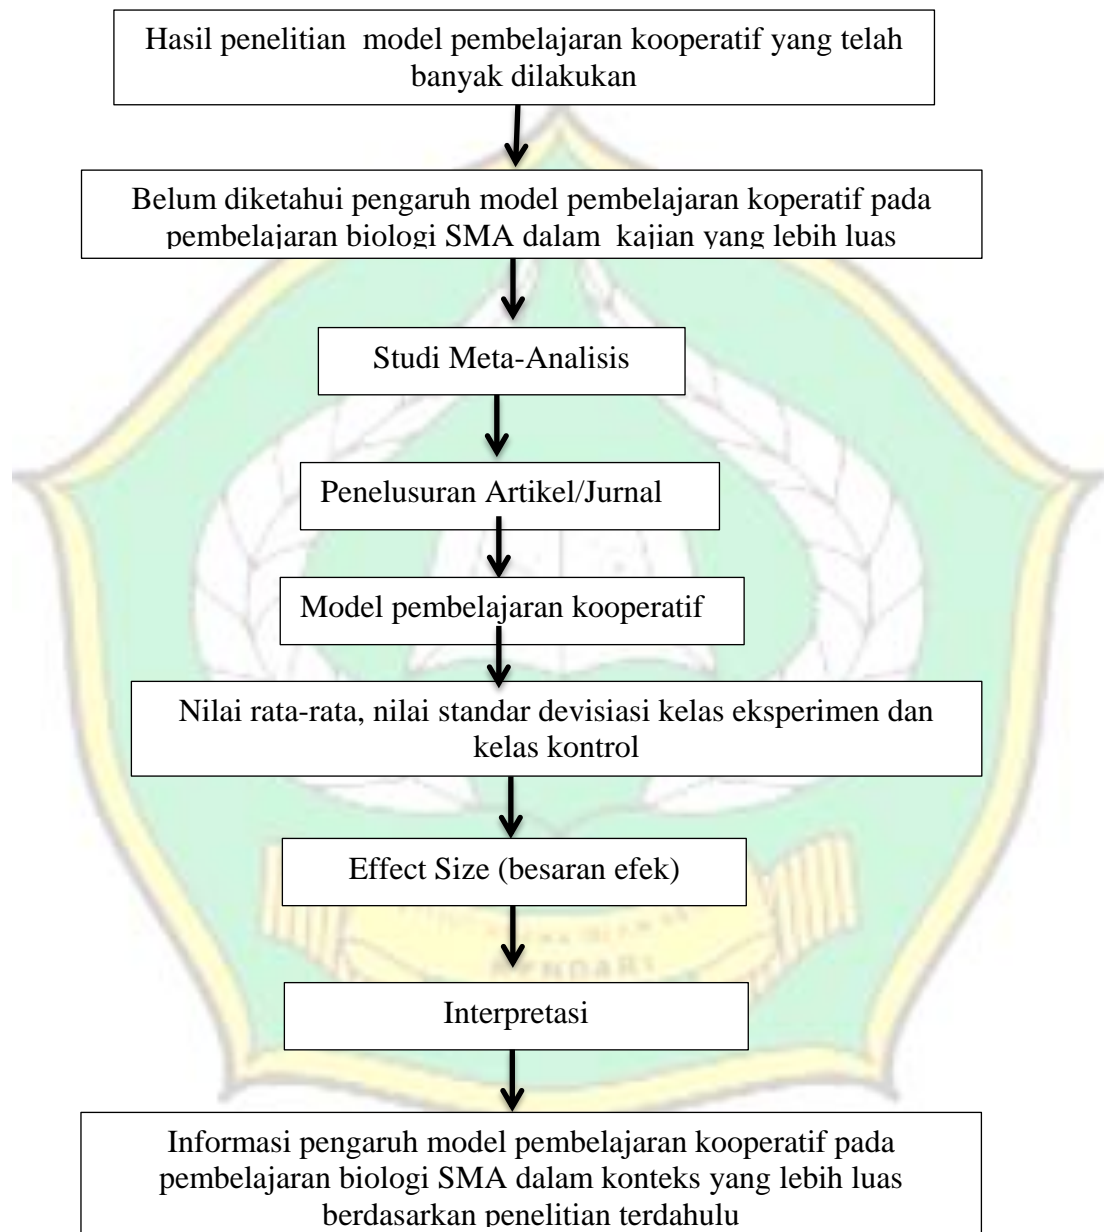 Hasil penelitian  model pembelajaran kooperatif yang telah
banyak dilakukan
Belum diketahui pengaruh model pembelajaran koperatif pada
pembelajaran biologi SMA dalam  kajian yang lebih luas
Studi Meta-Analisis
Penelusuran Artikel/Jurnal
Model pembelajaran kooperatif
Nilai rata-rata, nilai standar devisiasi kelas eksperimen dan
kelas kontrol
Effect Size (besaran efek)
KENDARI
Interpretasi
Informasi pengaruh model pembelajaran kooperatif pada
pembelajaran biologi SMA dalam konteks yang lebih luas
berdasarkan penelitian terdahulu